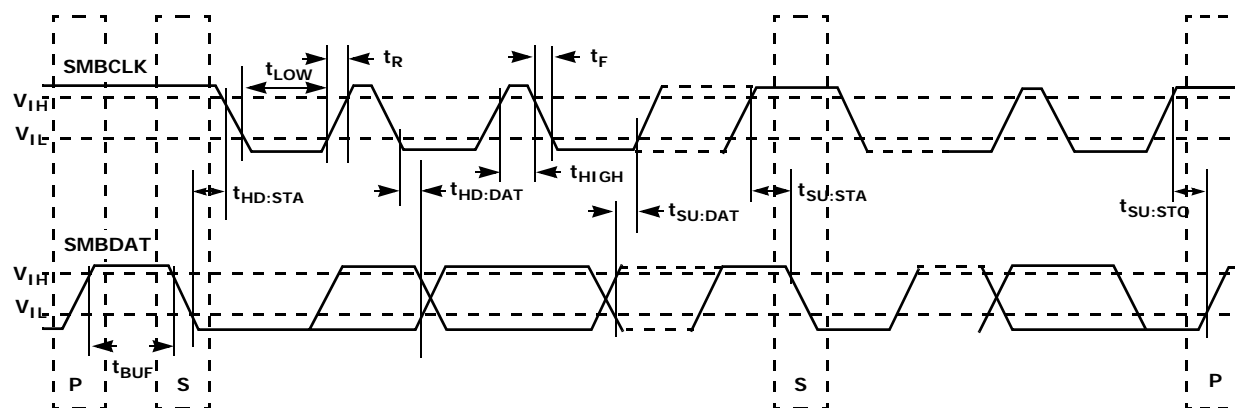 SMBCLK
tLOW
tR
tF
VIH
VIL
tHD:STA
tHD:DAT
tHIGH
tSU:DAT
tSU:STA
tSU:STO
SMBDAT
VIH
VIL
tBUF
P
S
S
P